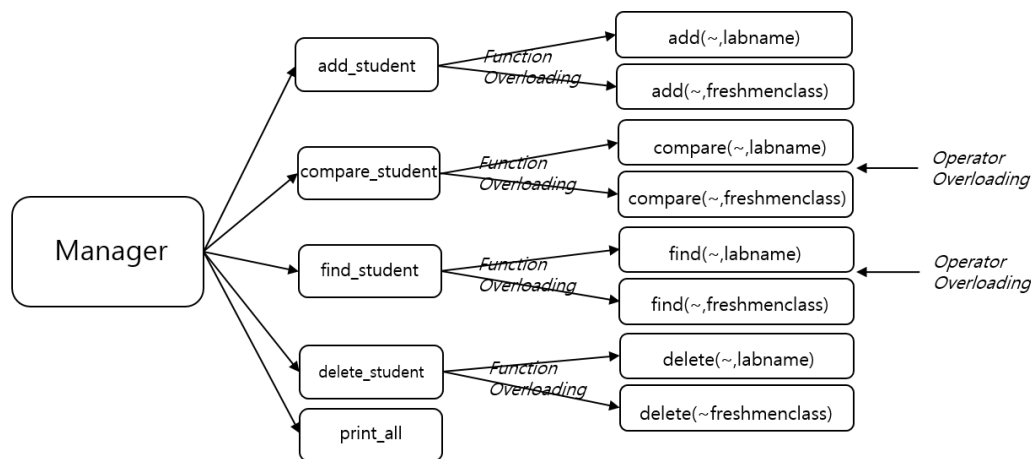 Manager
add_student
Function
Overloading
add(~,labname)
add(~,freshmenclass)
compare_student
Function
Overloading
compare(~,labname)
compare(~,freshmenclass)
Operator
Overloading
find_student
Function
Overloading
find(~,labname)
find(~,freshmenclass)
Operator
Overloading
delete_student
Function
Overloading
delete(~,labname)
delete(~freshmenclass)
print_all